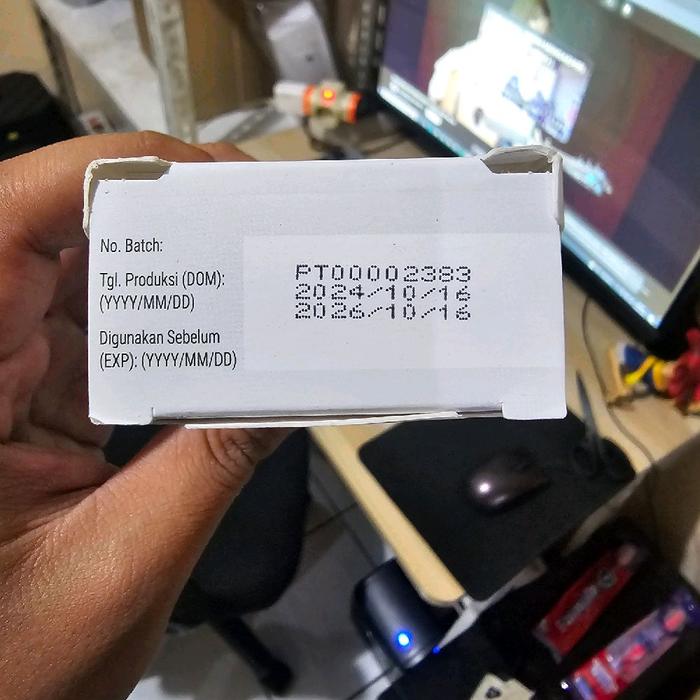 No. Batch:
PT00002383
Tgl. Produksi (DOM):
2024/10/16
(YYYY/MM/DD)
2026/10/16
Digunakan Sebelum
(EXP): (YYYY/MM/DD)